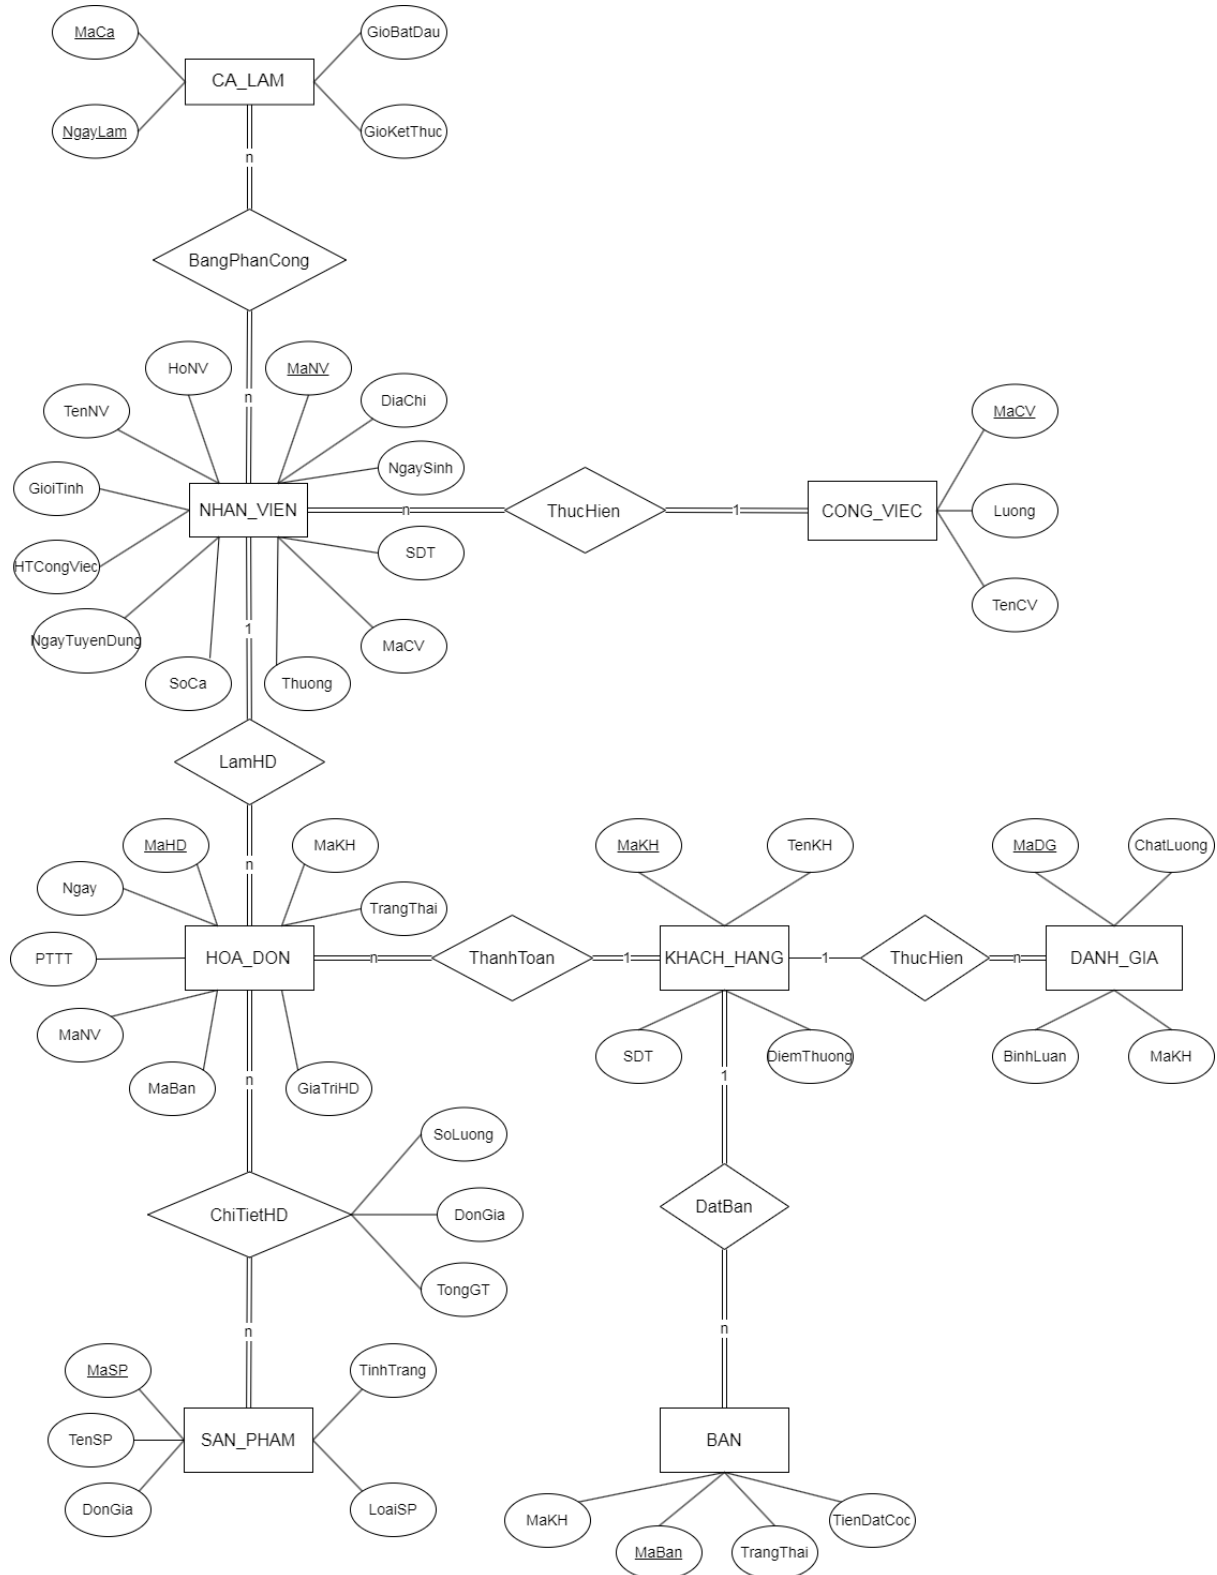 MaCa
GioBatDau
CA_LAM
NgayLam
GioKetThuc
n
BangPhanCong
HoNV
MaNV
n
TenNV
DiaChi
MaCV
NgaySinh
GioiTinh
NHAN_VIEN
n
ThucHien
1
CONG_VIEC
Luong
HTCongViec
SDT
TenCV
1
NgayTuyenDung
MaCV
SoCa
Thuong
LamHD
MaHD
MaKH
MaKH
TenKH
MaDG
ChatLuong
n
Ngay
TrangThai
PTTT
HOA_DON
n
ThanhToan
1
KHACH_HANG
1
ThucHien
n
DANH_GIA
MaNV
SDT
DiemThuong
BinhLuan
MaKH
MaBan
n
GiaTriHD
1
SoLuong
ChiTietHD
DonGia
DatBan
TongGT
n
n
MaSP
TinhTrang
TenSP
SAN_PHAM
BAN
DonGia
LoaiSP
MaKH
TienDatCoc
MaBan
TrangThai